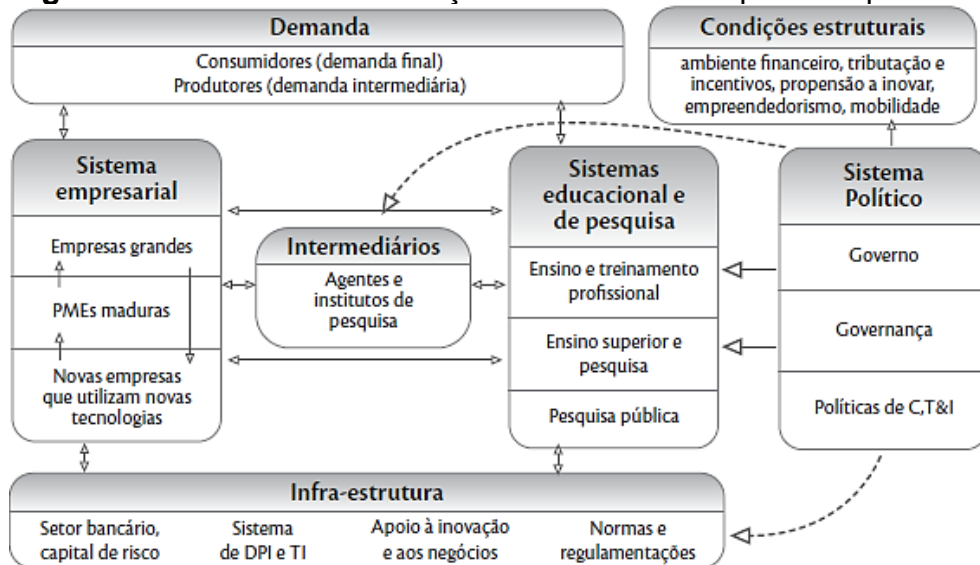 Demanda
Consumidores (demanda final)
Produtores (demanda intermediária)
Condições estruturais
ambiente financeiro, tributação e
incentivos, propensão a inovar,
empreendedorismo, mobilidade
Sistema
empresarial
Empresas grandes
PMEs maduras
Novas empresas
que utilizam novas
tecnologias
Intermediários
Agentes e
institutos de
pesquisa
Sistemas
educacional e
de pesquisa
Ensino e treinamento
profissional
Ensino superior e
pesquisa
Pesquisa pública
Sistema
Político
Governo
Governança
Políticas de C,T&I
Infra-estrutura
Setor bancário,
capital de risco
Sistema
de DPI e TI
Apoio à inovação
e aos negócios
Normas e
regulamentações